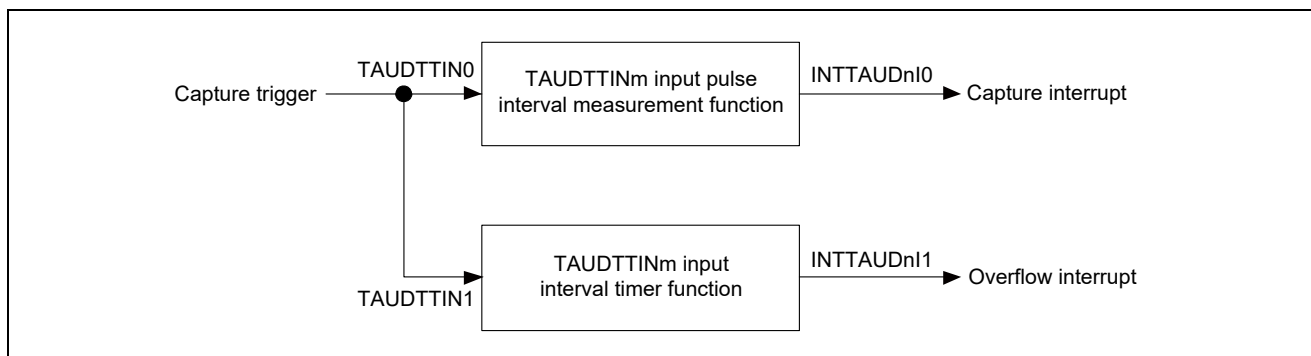 TAUDTTIN0
TAUDTTINm input pulse
interval measurement function
INTTAUDnI0
Capture trigger
Capture interrupt
TAUDTTIN1
TAUDTTINm input
interval timer function
INTTAUDnI1
Overflow interrupt